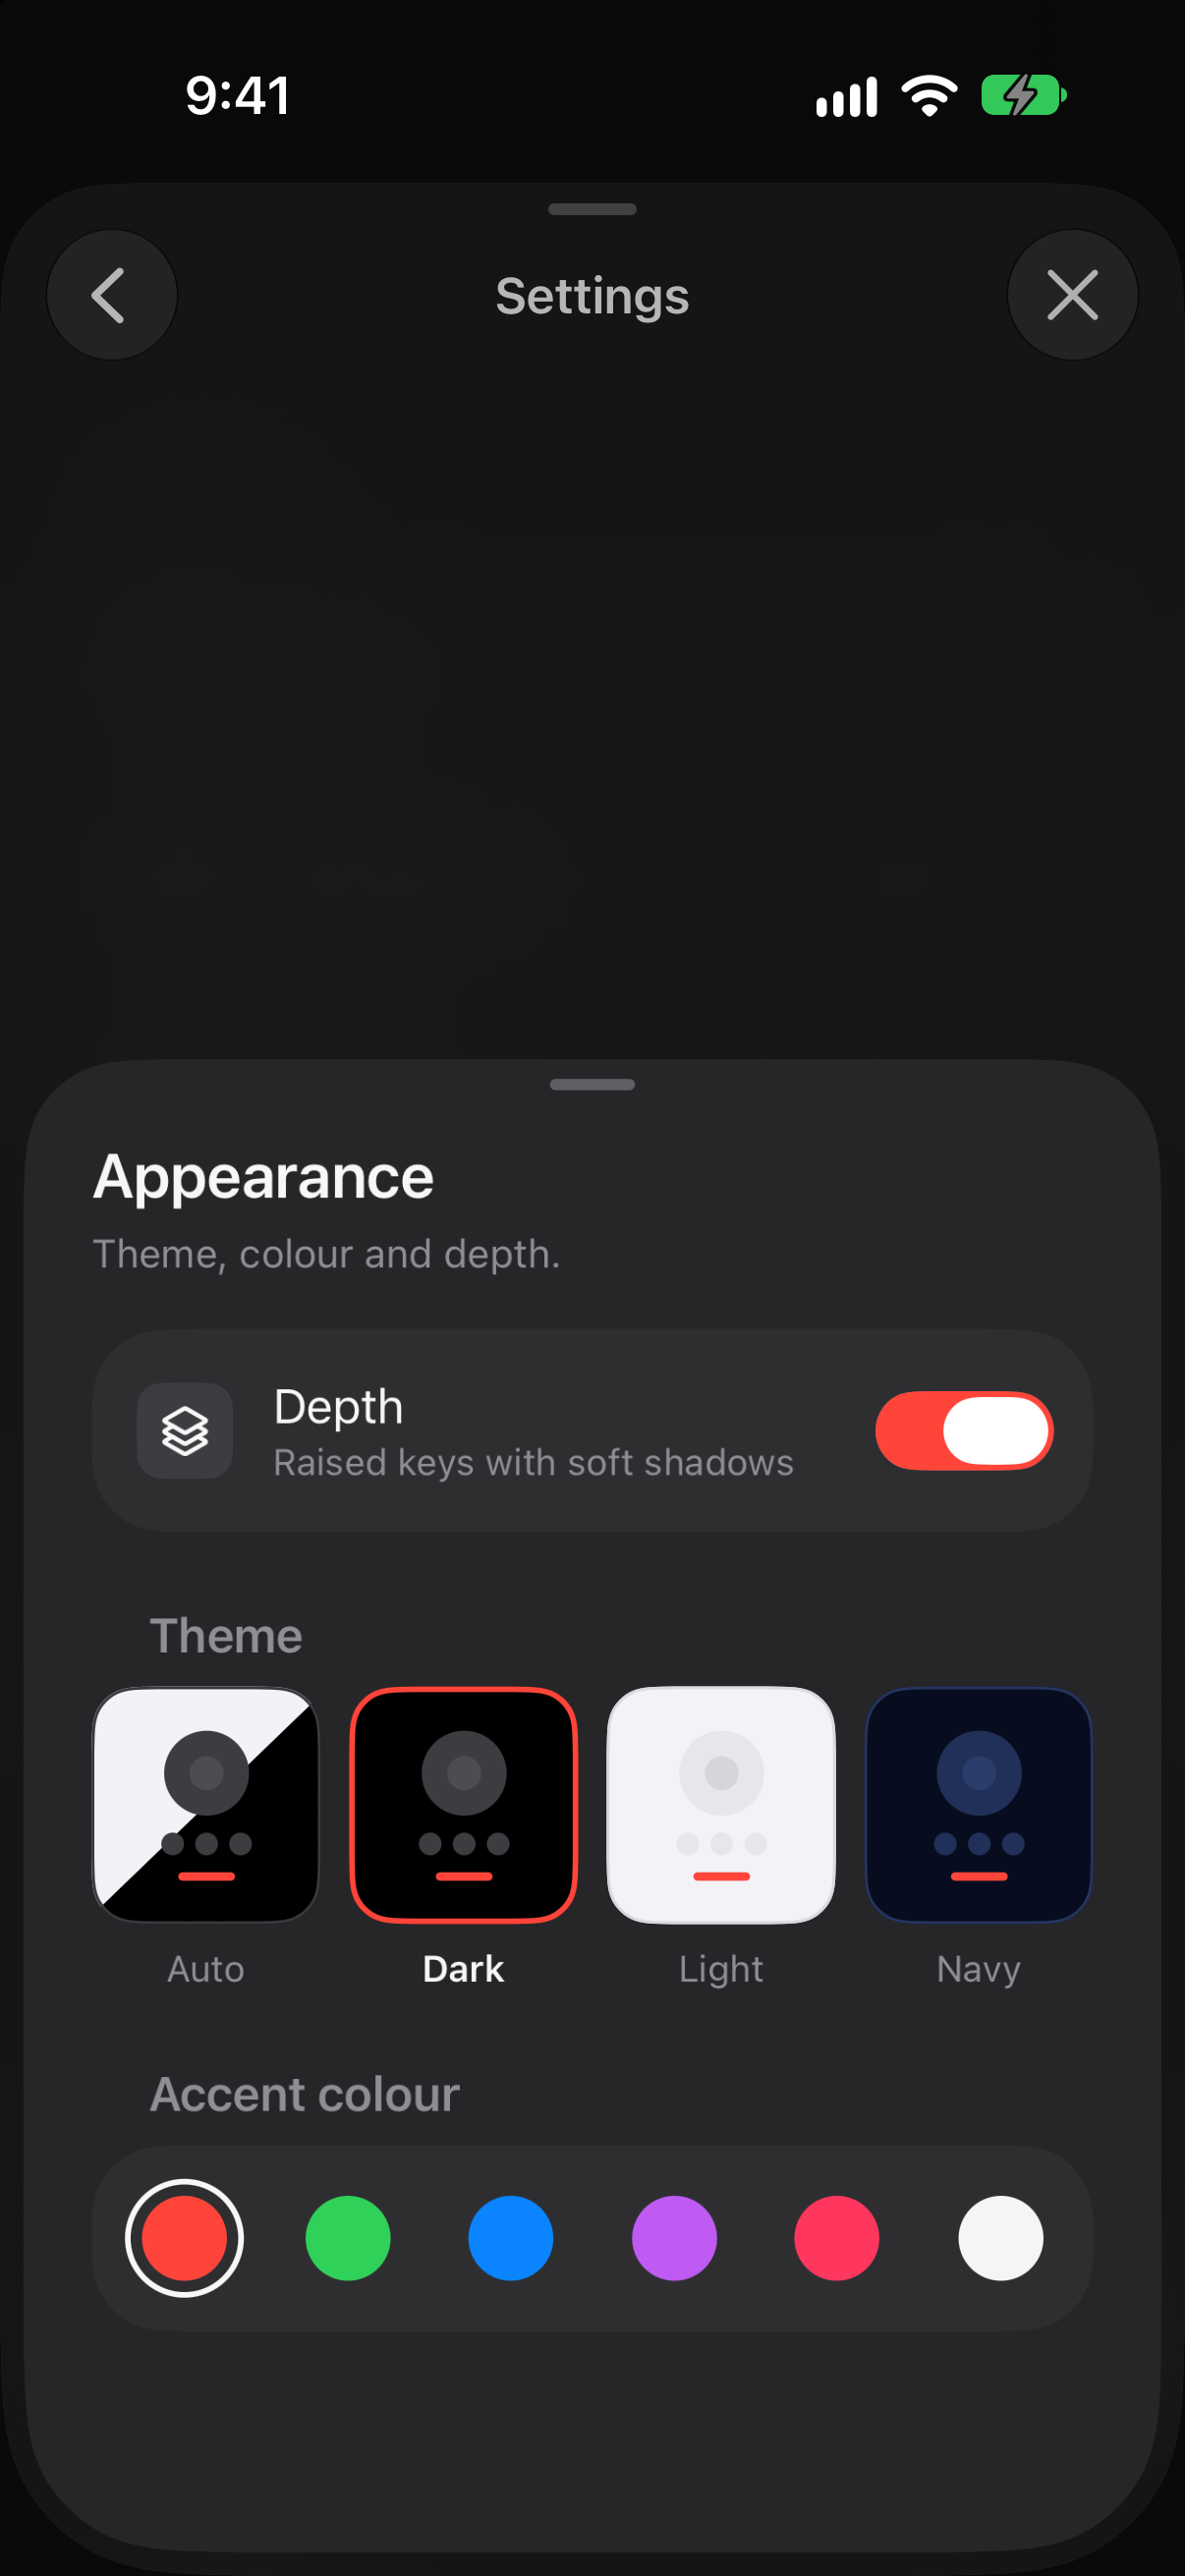 9:41
Settings
Appearance
Theme, colour and depth.
Depth
Raised keys with soft shadows
Theme
Auto
Dark
Light
Navy
Accent colour